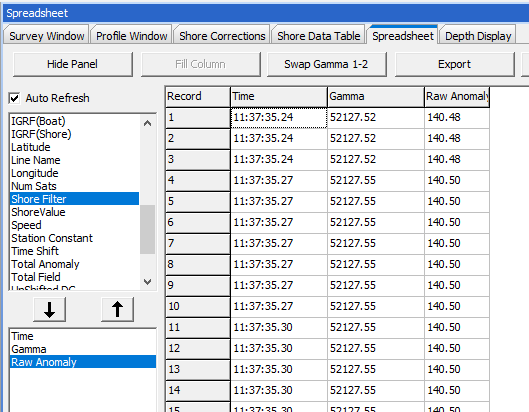 Spreadsheet
Survey Window Profile Window Shore Corrections Shore Data Table Spreadsheet Depth Display
Hide Panel Fill Column Swap Gamma 1-2 Export
Auto Refresh
IGRF(Boat)
IGRF(Shore)
Latitude
Line Name
Longitude
Num Sats
Shore Filter
ShoreValue
Speed
Station Constant
Time Shift
Total Anomaly
Total Field
UnShifted DC
Time
Gamma
Raw Anomaly
Record Time Gamma Raw Anomaly
1 11:37:35.24 52127.52 140.48
2 11:37:35.24 52127.52 140.48
3 11:37:35.24 52127.52 140.48
4 11:37:35.27 52127.55 140.50
5 11:37:35.27 52127.55 140.50
6 11:37:35.27 52127.55 140.50
7 11:37:35.27 52127.55 140.50
8 11:37:35.27 52127.55 140.50
9 11:37:35.27 52127.55 140.50
10 11:37:35.27 52127.55 140.50
11 11:37:35.30 52127.55 140.50
12 11:37:35.30 52127.55 140.50
13 11:37:35.30 52127.55 140.50
14 11:37:35.30 52127.55 140.50
15 11:37:35.30 52127.55 140.50